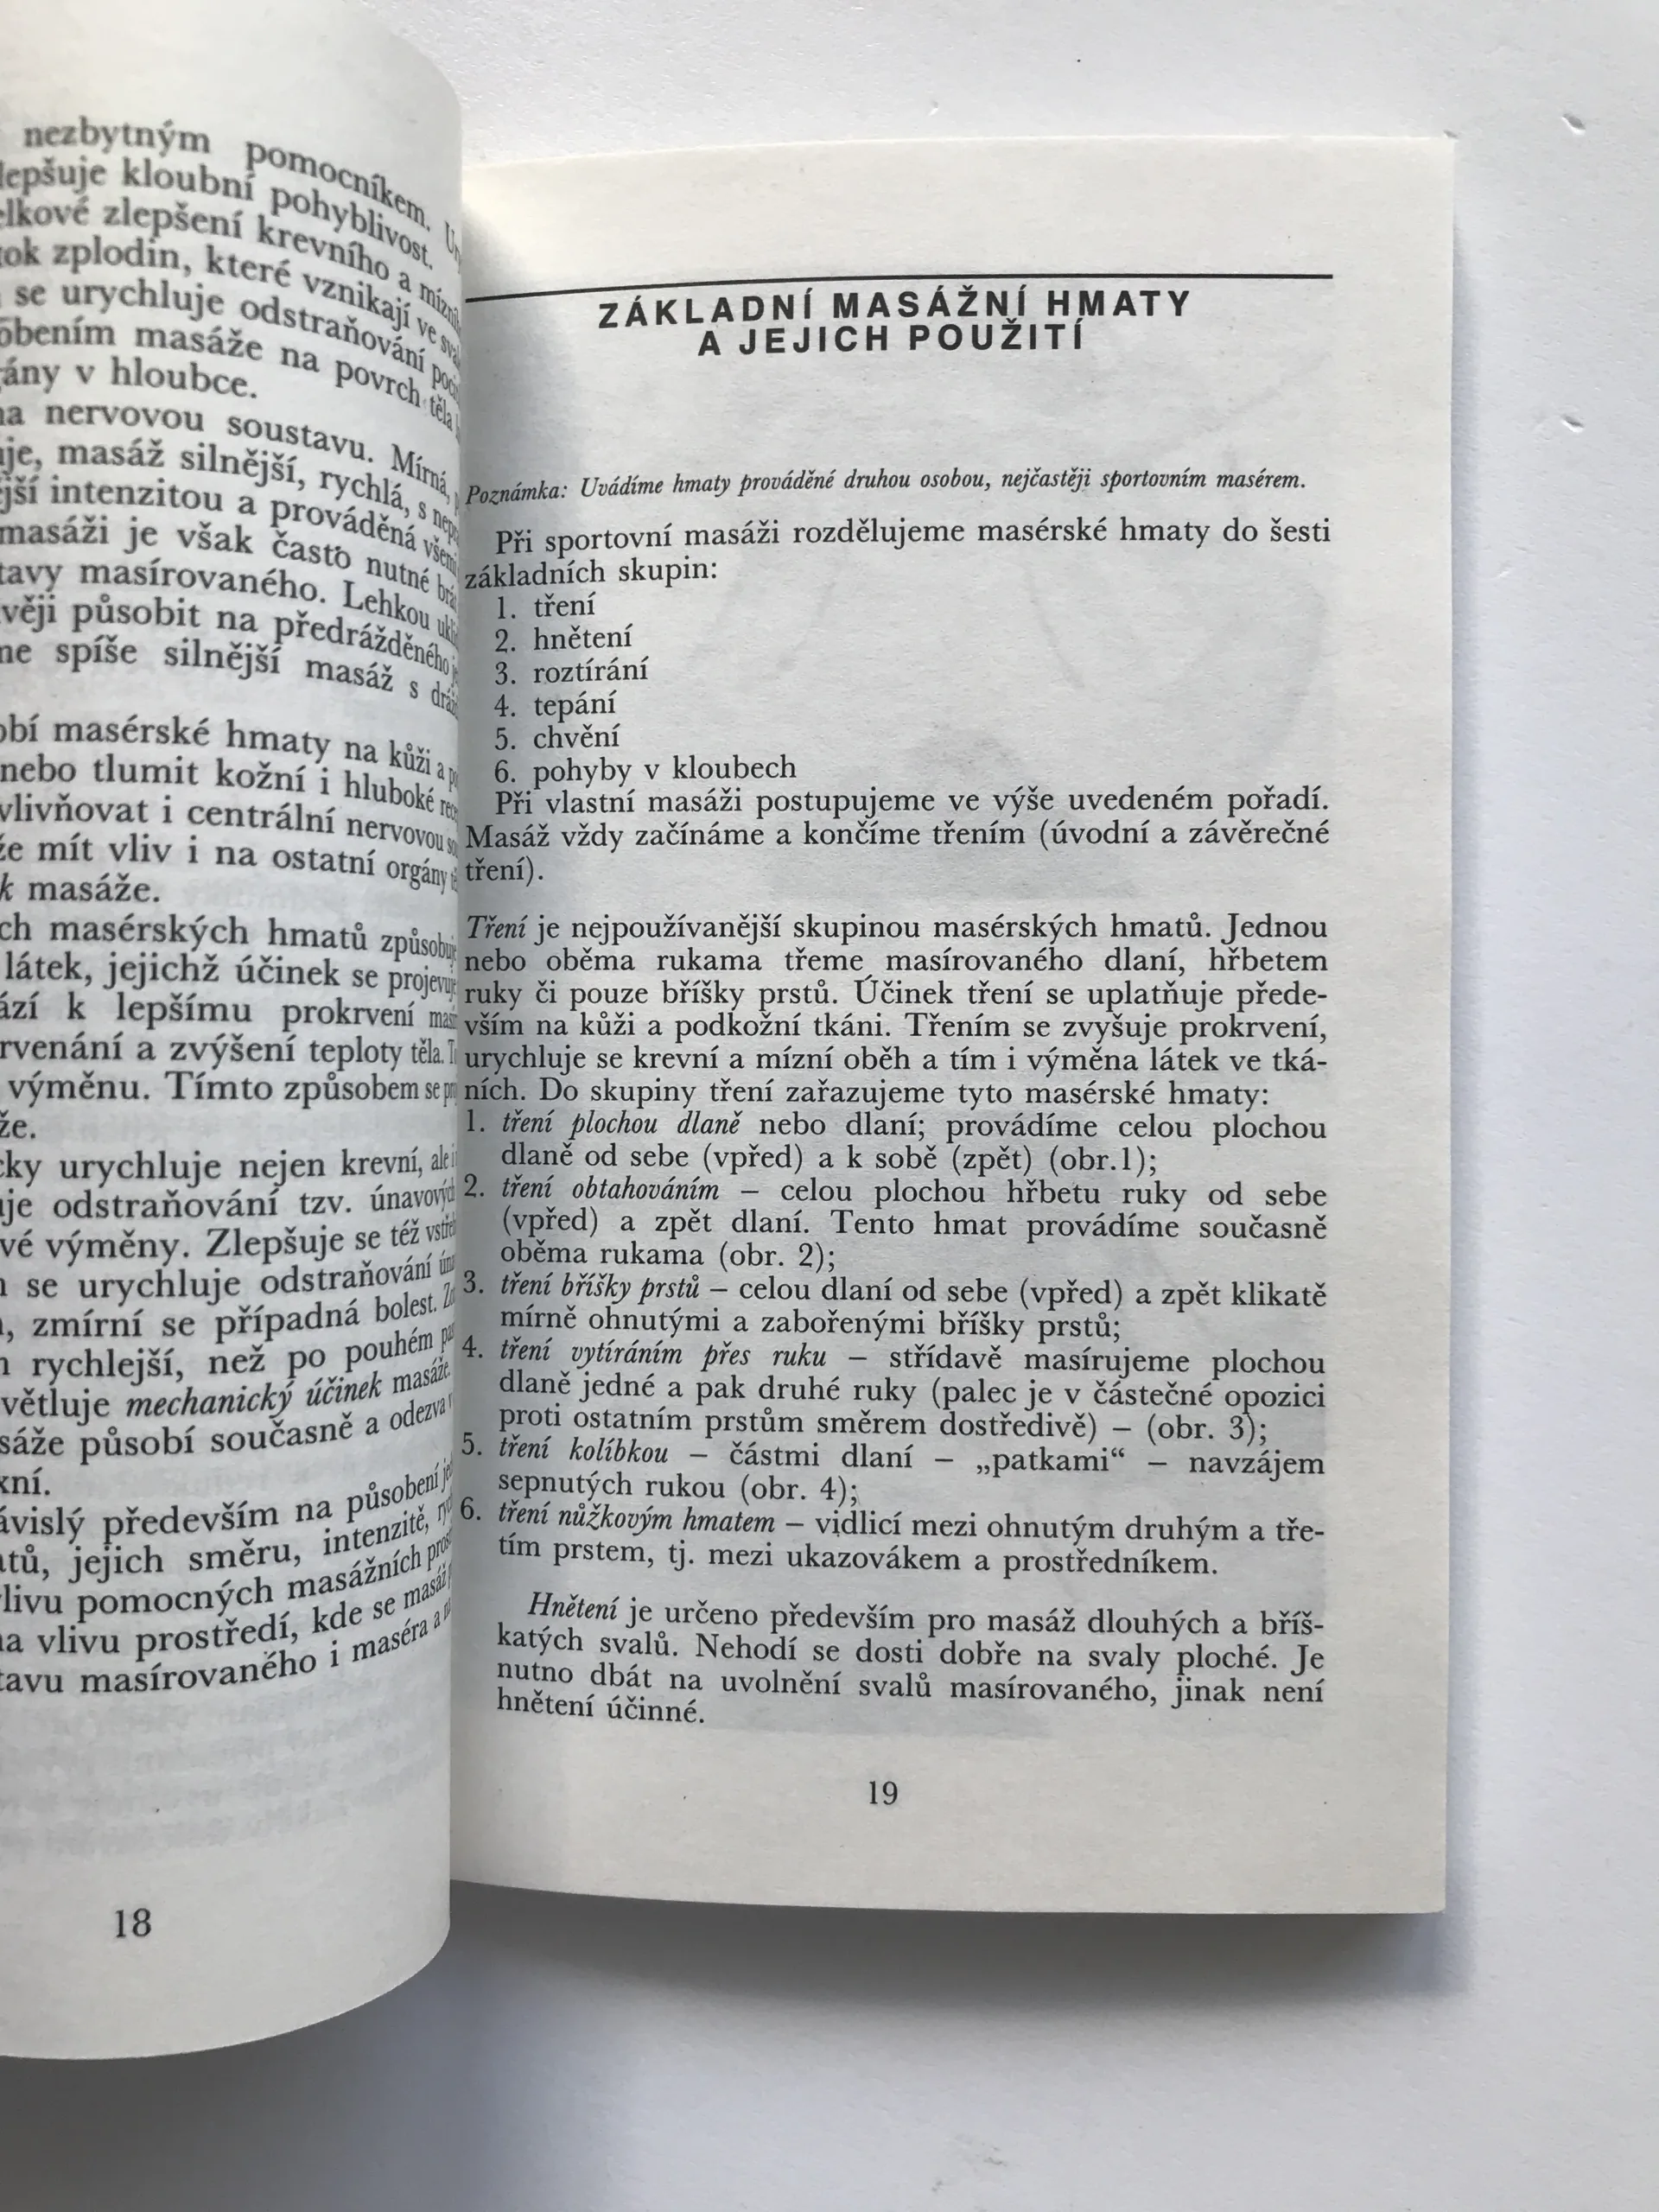 nezbytným pomocníkem.
lepšuje kloubní pohyblivost.
elkové zlepšení krevního a
tok zplodin, které vznikají ve
se urychluje odstraňování
obením masáže na povrch těla
ány v hloubce.
na nervovou soustavu. Mírná,
je, masáž silnější, rychlá, s
jší intenzitou a prováděná
masáži je však často nutné
tavy masírovaného. Lehkou
věji působit na předrážděného
ne spíše silnější masáž s
obí masérské hmaty na kůži a
nebo tlumit kožní i hluboké
vlivňovat i centrální nervovou
že mít vliv i na ostatní orgány
k masáže.
ch masérských hmatů
látek, jejichž účinek se projevuje
ází k lepšímu prokrvení
rvenání a zvýšení teploty těla.
výměnu. Tímto způsobem se
že.
cky urychluje nejen krevní, ale i
je odstraňování tzv. únavových
vé výměny. Zlepšuje se též
se urychluje odstraňování
, zmírní se případná bolest.
rychlejší, než po pouhém
světluje mechanický účinek masáže.
sáže působí současně a odezva
xní.
ávislý především na působení
atů, jejich směru, intenzitě,
livu pomocných masážních
na vlivu prostředí, kde se
tavu masírovaného i maséra a
18
ZÁKLADNÍ MASÁŽNÍ HMATY
A JEJICH POUŽITÍ
Poznámka: Uvádíme hmaty prováděné druhou osobou, nejčastěji sportovním masérem.
Při sportovní masáži rozdělujeme masérské hmaty do šesti
základních skupin:
1. tření
2. hnětení
3. roztírání
4. tepání
5. chvění
6. pohyby v kloubech
Při vlastní masáži postupujeme ve výše uvedeném pořadí.
Masáž vždy začínáme a končíme třením (úvodní a závěrečné
tření).
Tření je nejpoužívanější skupinou masérských hmatů. Jednou
nebo oběma rukama třeme masírovaného dlaní, hřbetem
ruky či pouze bříšky prstů. Účinek tření se uplatňuje přede-
vším na kůži a podkožní tkáni. Třením se zvyšuje prokrvení,
urychluje se krevní a mízní oběh a tím i výměna látek ve tká-
ních. Do skupiny tření zařazujeme tyto masérské hmaty:
1. tření plochou dlaně nebo dlaní; provádíme celou plochou
dlaně od sebe (vpřed) a k sobě (zpět) (obr.1);
2. tření obtahováním – celou plochou hřbetu ruky od sebe
(vpřed) a zpět dlaní. Tento hmat provádíme současně
oběma rukama (obr. 2);
3. tření bříšky prstů – celou dlaní od sebe (vpřed) a zpět klikatě
mírně ohnutými a zabořenými bříšky prstů;
4. tření vytíráním přes ruku – střídavě masírujeme plochou
dlaně jedné a pak druhé ruky (palec je v částečné opozici
proti ostatním prstům směrem dostředivě) – (obr. 3);
5. tření kolíbkou – částmi dlaní – „patkami“ – navzájem
sepnutých rukou (obr. 4);
6. tření nůžkovým hmatem – vidlicí mezi ohnutým druhým a tře-
tím prstem, tj. mezi ukazovákem a prostředníkem.
Hnětení je určeno především pro masáž dlouhých a bříš-
katých svalů. Nehodí se dosti dobře na svaly ploché. Je
nutno dbát na uvolnění svalů masírovaného, jinak není
hnětení účinné.
19